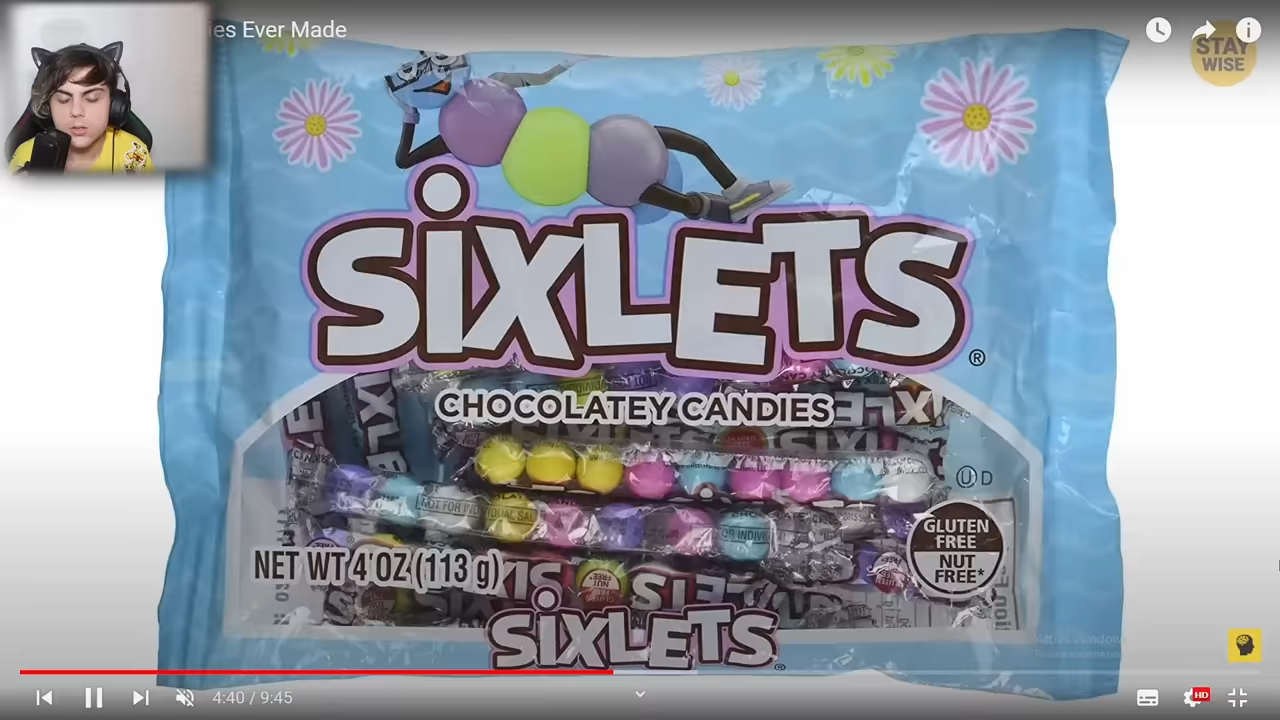 ies Ever Made
STAY
WISE
SiXLETS
®
CHOCOLATEY CANDIES
U D
GLUTEN
FREE
NUT
FREE*
NET WT 4 OZ (113 g)
SiXLETS
®
4:40 / 9:45
HD